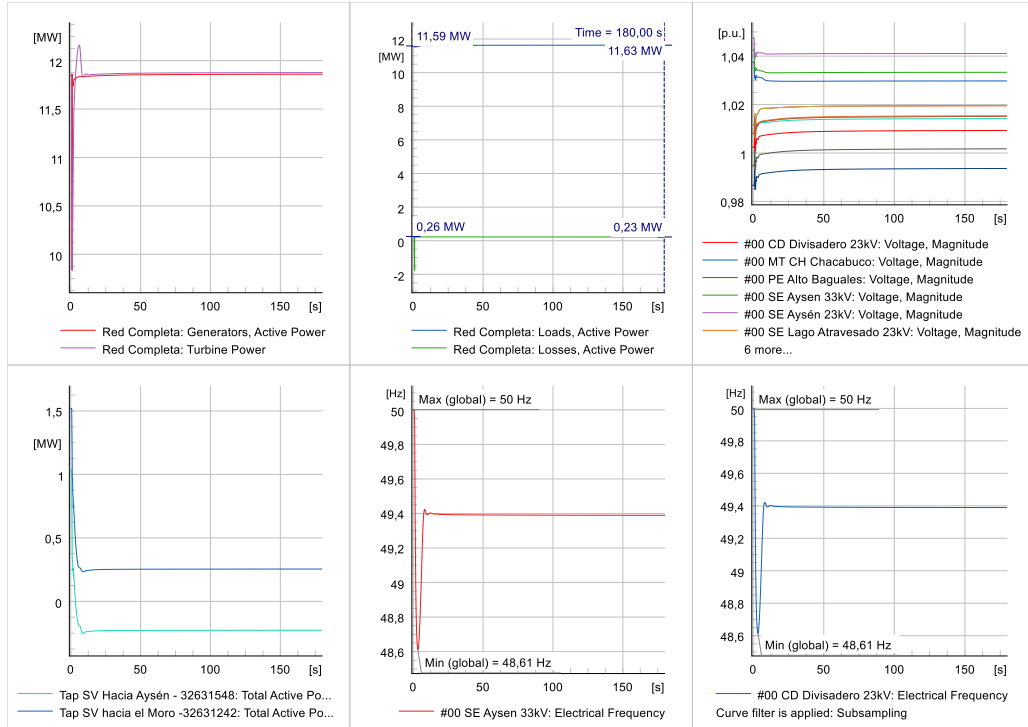 [MW]
12
11,5
11
10,5
10
0
50
100
150
[s]
Red Completa: Generators, Active Power
Red Completa: Turbine Power
12
[MW]
10
8
6
4
2
0
-2
11,59 MW
Time = 180,00 s
11,63 MW
0,26 MW
0,23 MW
0
50
100
150
[s]
Red Completa: Loads, Active Power
Red Completa: Losses, Active Power
[p.u.]
1,04
1,02
1
0,98
0
50
100
150
[s]
#00 CD Divisadero 23kV: Voltage, Magnitude
#00 MT CH Chacabuco: Voltage, Magnitude
#00 PE Alto Baguales: Voltage, Magnitude
#00 SE Aysen 33kV: Voltage, Magnitude
#00 SE Aysén 23kV: Voltage, Magnitude
#00 SE Lago Atravesado 23kV: Voltage, Magnitude
6 more...
1,5
[MW]
1
0,5
0
0
50
100
150
[s]
Tap SV Hacia Aysén - 32631548: Total Active Po...
Tap SV hacia el Moro -32631242: Total Active Po...
[Hz]
50
49,8
49,6
49,4
49,2
49
48,8
48,6
Max (global) = 50 Hz
Min (global) = 48,61 Hz
0
50
100
150
[s]
#00 SE Aysen 33kV: Electrical Frequency
[Hz]
50
49,8
49,6
49,4
49,2
49
48,8
48,6
Max (global) = 50 Hz
Min (global) = 48,61 Hz
0
50
100
150
[s]
#00 CD Divisadero 23kV: Electrical Frequency
Curve filter is applied: Subsampling